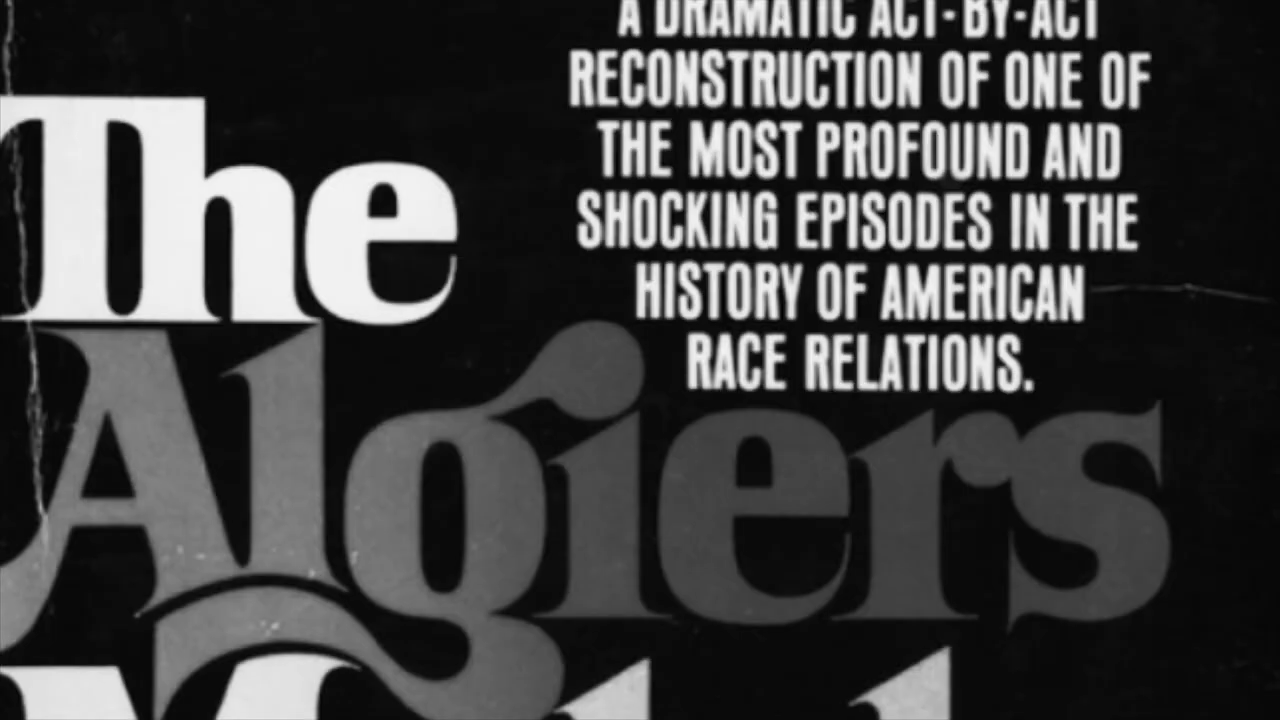 A DRAMATIC ACT-BY-ACT
RECONSTRUCTION OF ONE OF
THE MOST PROFOUND AND
SHOCKING EPISODES IN THE
HISTORY OF AMERICAN
RACE RELATIONS.
The
Algiers